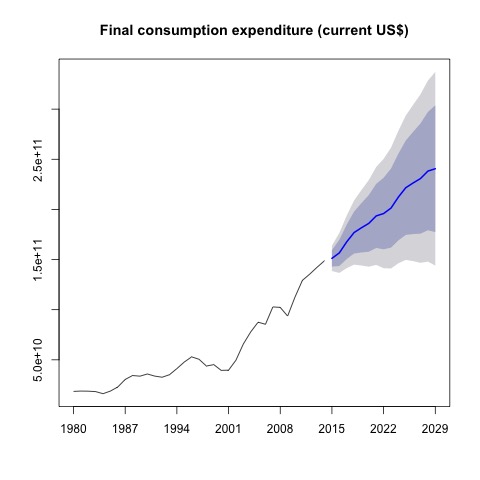 Final consumption expenditure (current US$)
2.5e+11
1.5e+11
5.0e+10
1980 1987 1994 2001 2008 2015 2022 2029